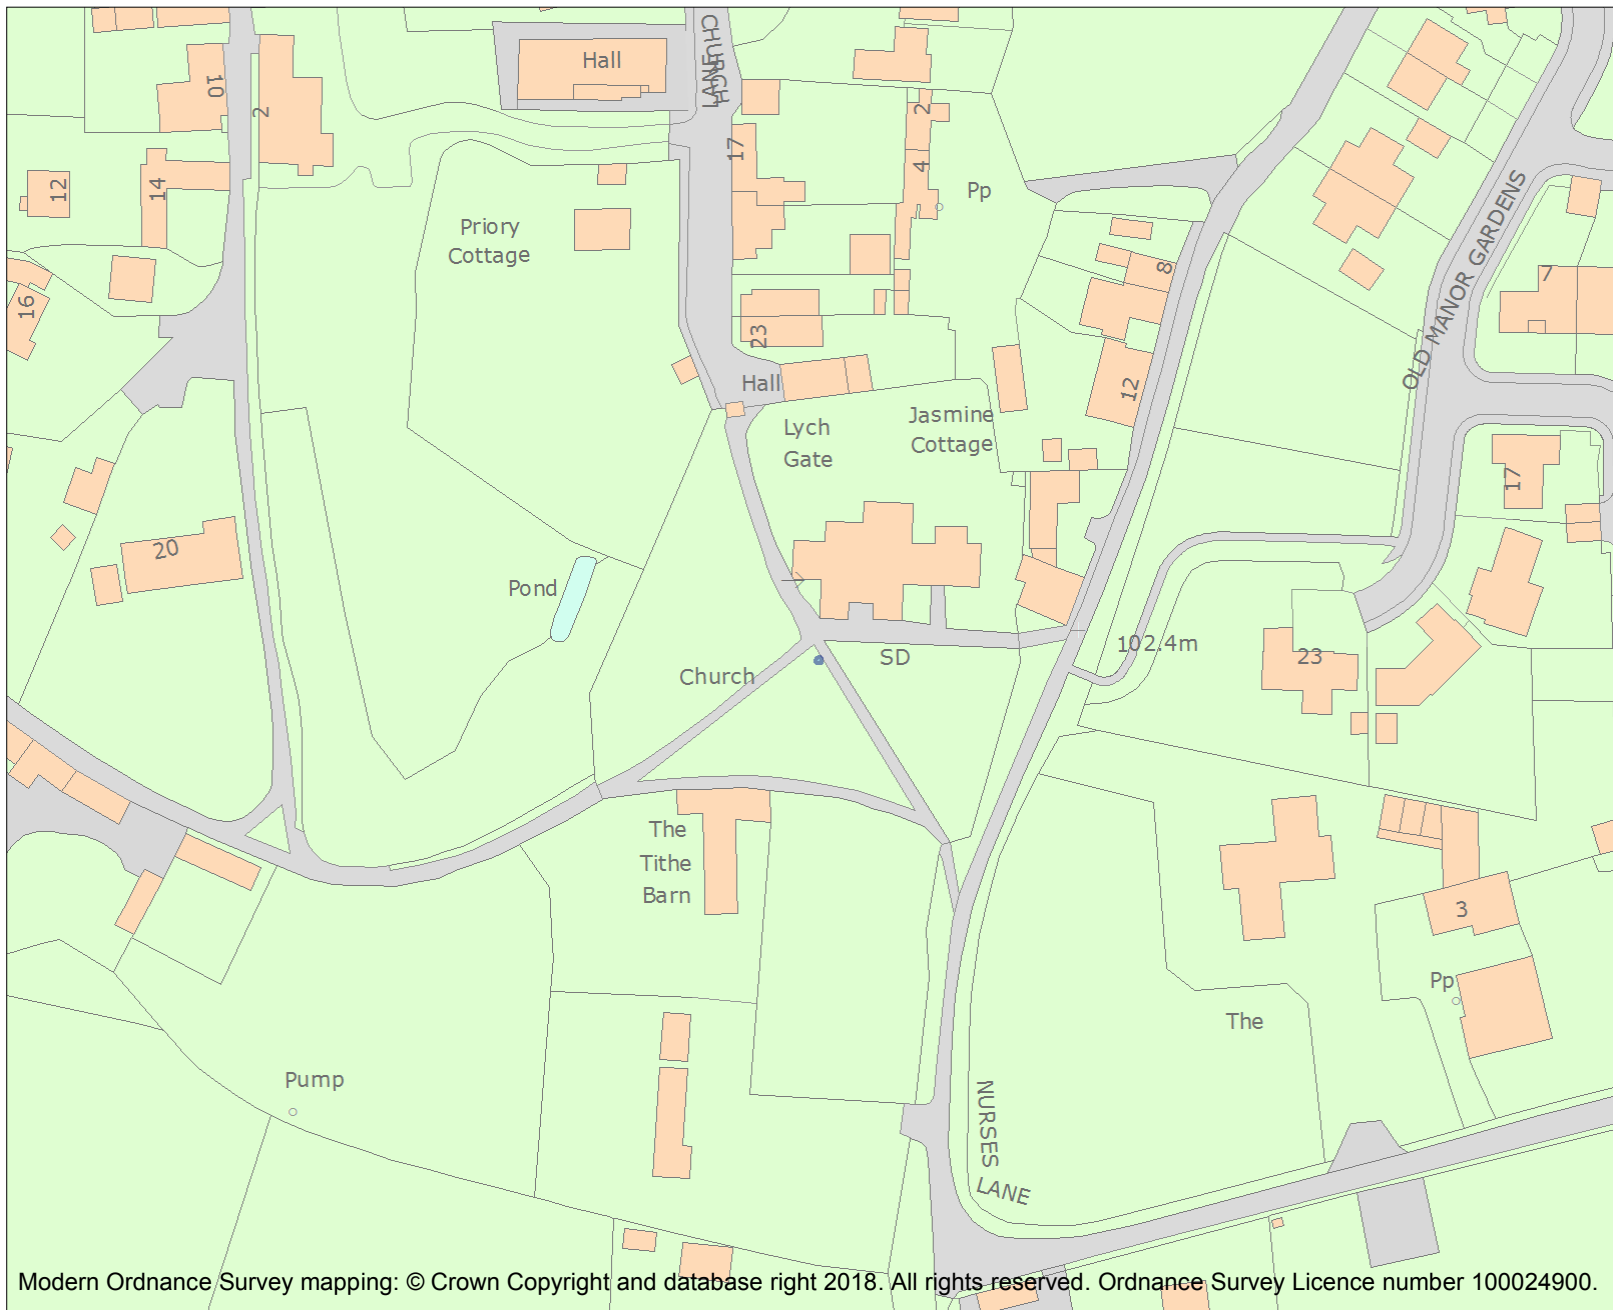 Hall
CHURCH
LANE
10
2
2
17
4
12
14
Pp
Priory
Cottage
8
7
16
OLD MANOR GARDENS
23
Hall
12
Lych
Gate
Jasmine
Cottage
17
20
Pond
102.4m
SD
23
Church
The
Tithe
Barn
3
Pp
The
Pump
NURSES
LANE
Modern Ordnance Survey mapping: © Crown Copyright and database right 2018. All rights reserved. Ordnance Survey Licence number 100024900.